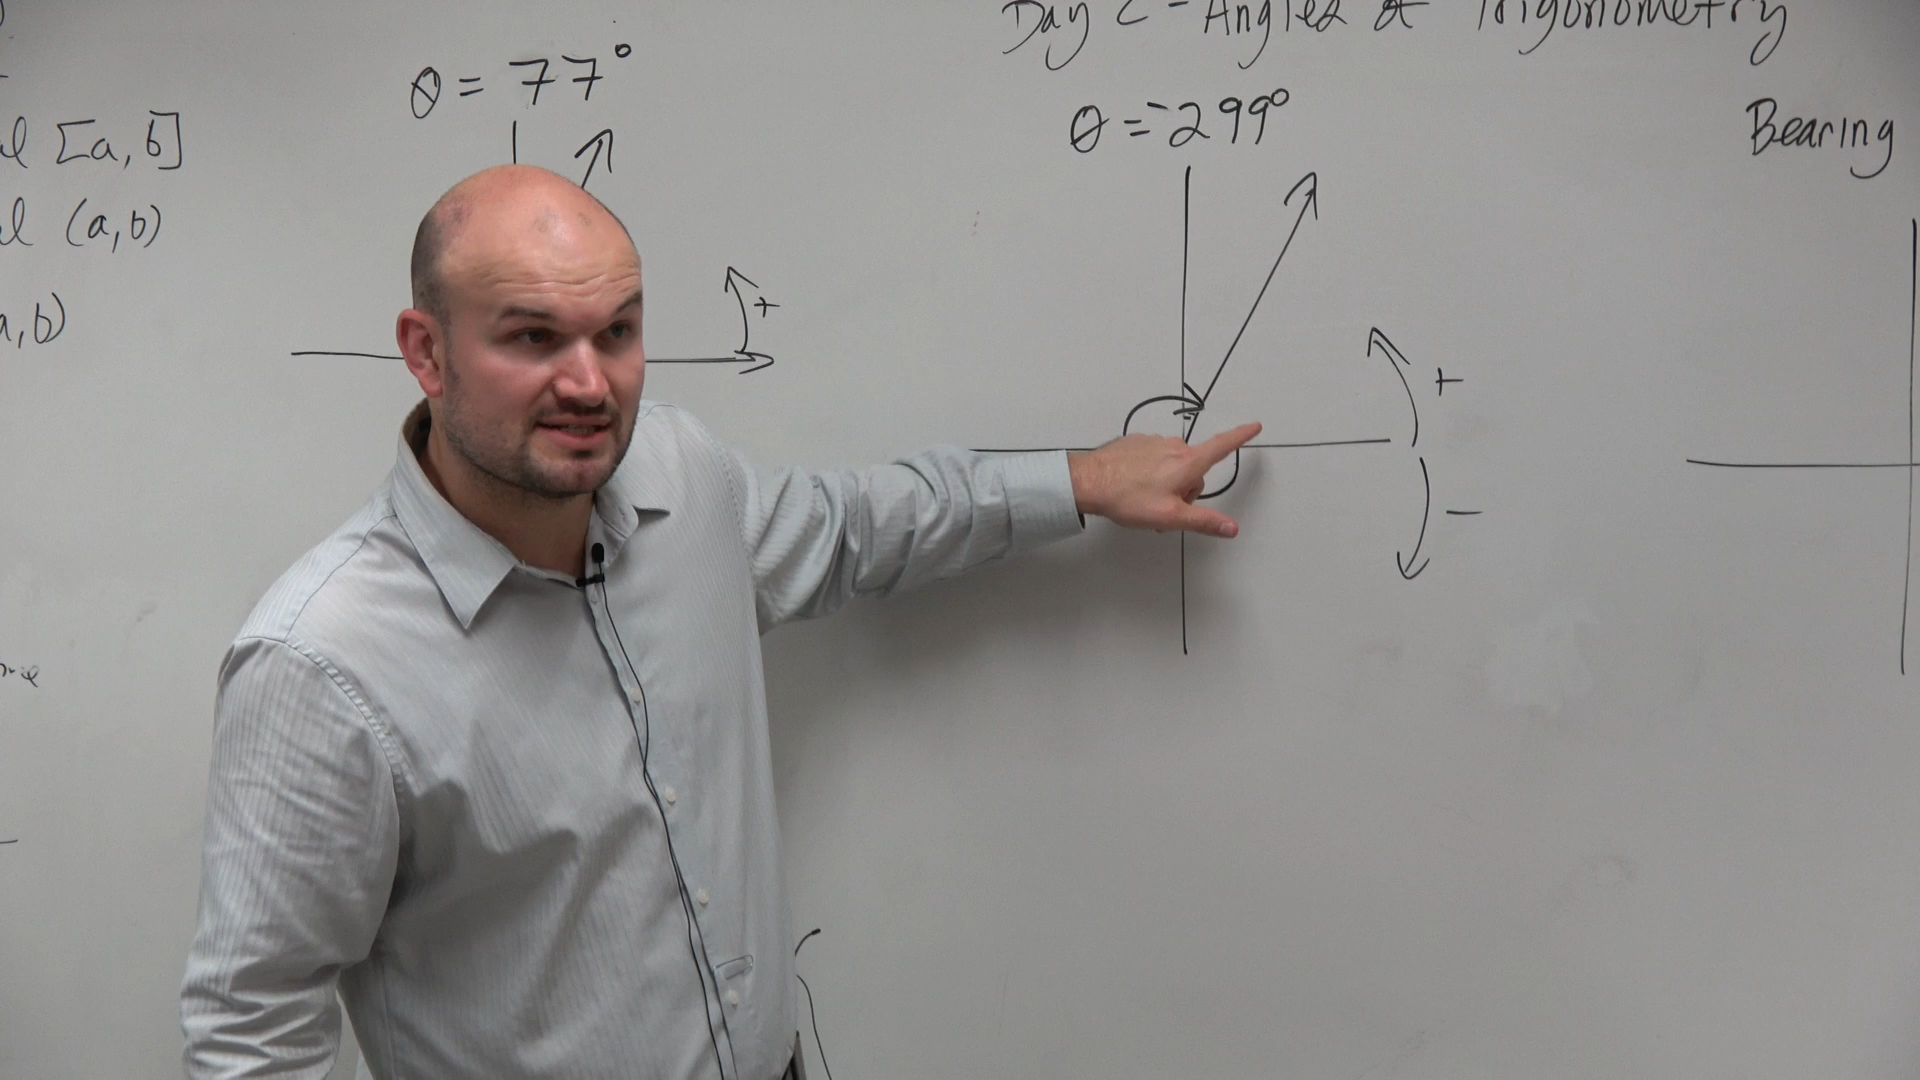 Day 2 - Angles & Trigonometry
θ = 77°
θ = -299°
Bearing
[a, b]
(a, b)
a, b)
+
+
-